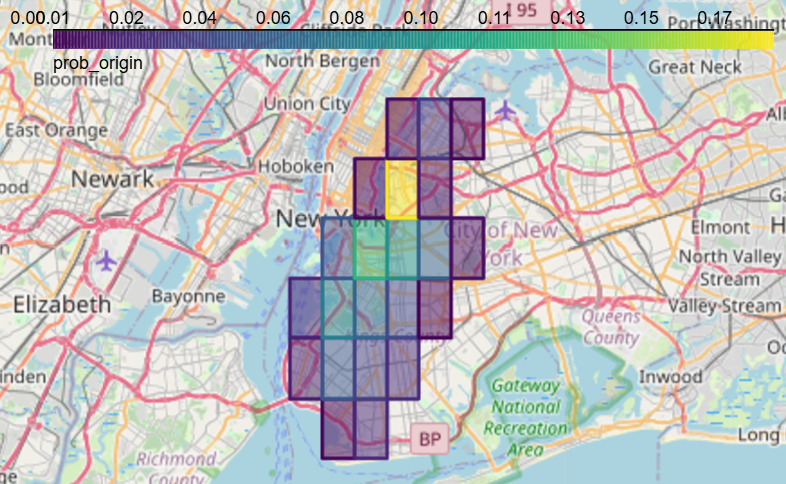 0.00.01 0.02 0.04 0.06 0.08 0.10 0.11 0.13 0.15 0.17
I 95
prob_origin
North Bergen
Great Neck
Bloomfield
Union City
East Orange
Hoboken
Newark
New York
City of New York
Elmont
North Valley Stream
Bayonne
Elizabeth
Valley Stream
Queens County
Inwood
Gateway National Recreation Area
BP
Long
Richmond County